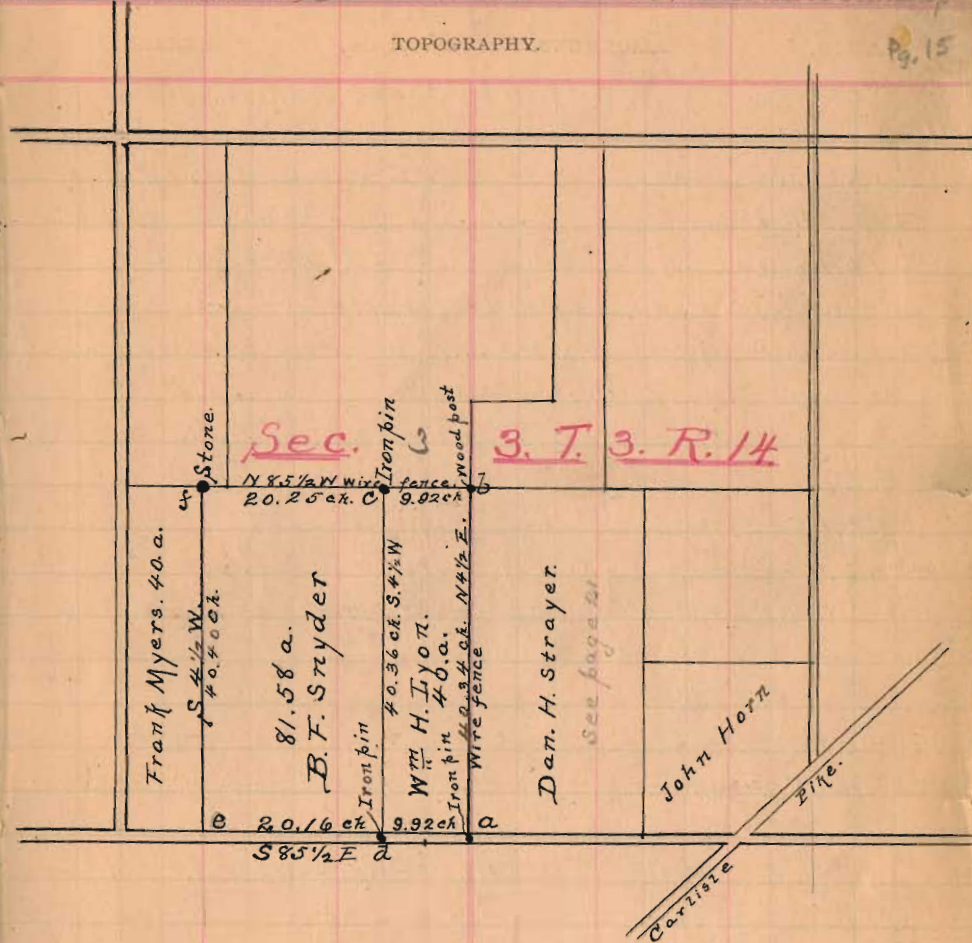 TOPOGRAPHY.
Pg. 15
Sec. 3. T. 3. R. 14
Stone.
Iron pin
Wood post
N 85½ W wire fence.
20.25 ch. c 9.92 ch
b
f
Frank Myers. 40 a.
S. 4½ W.
40.40 ch.
81.58 a.
B. F. Snyder
Iron pin
40.36 ch S. 4½ W
Wm H. Lyon.
40. a.
Iron pin
40.34 ch. N 4½ E.
Wire fence
Dan. H. Strayer.
See page
John Horn
Carlisle Pike.
e 20.16 ch 9.92 ch a
S 85½ E d